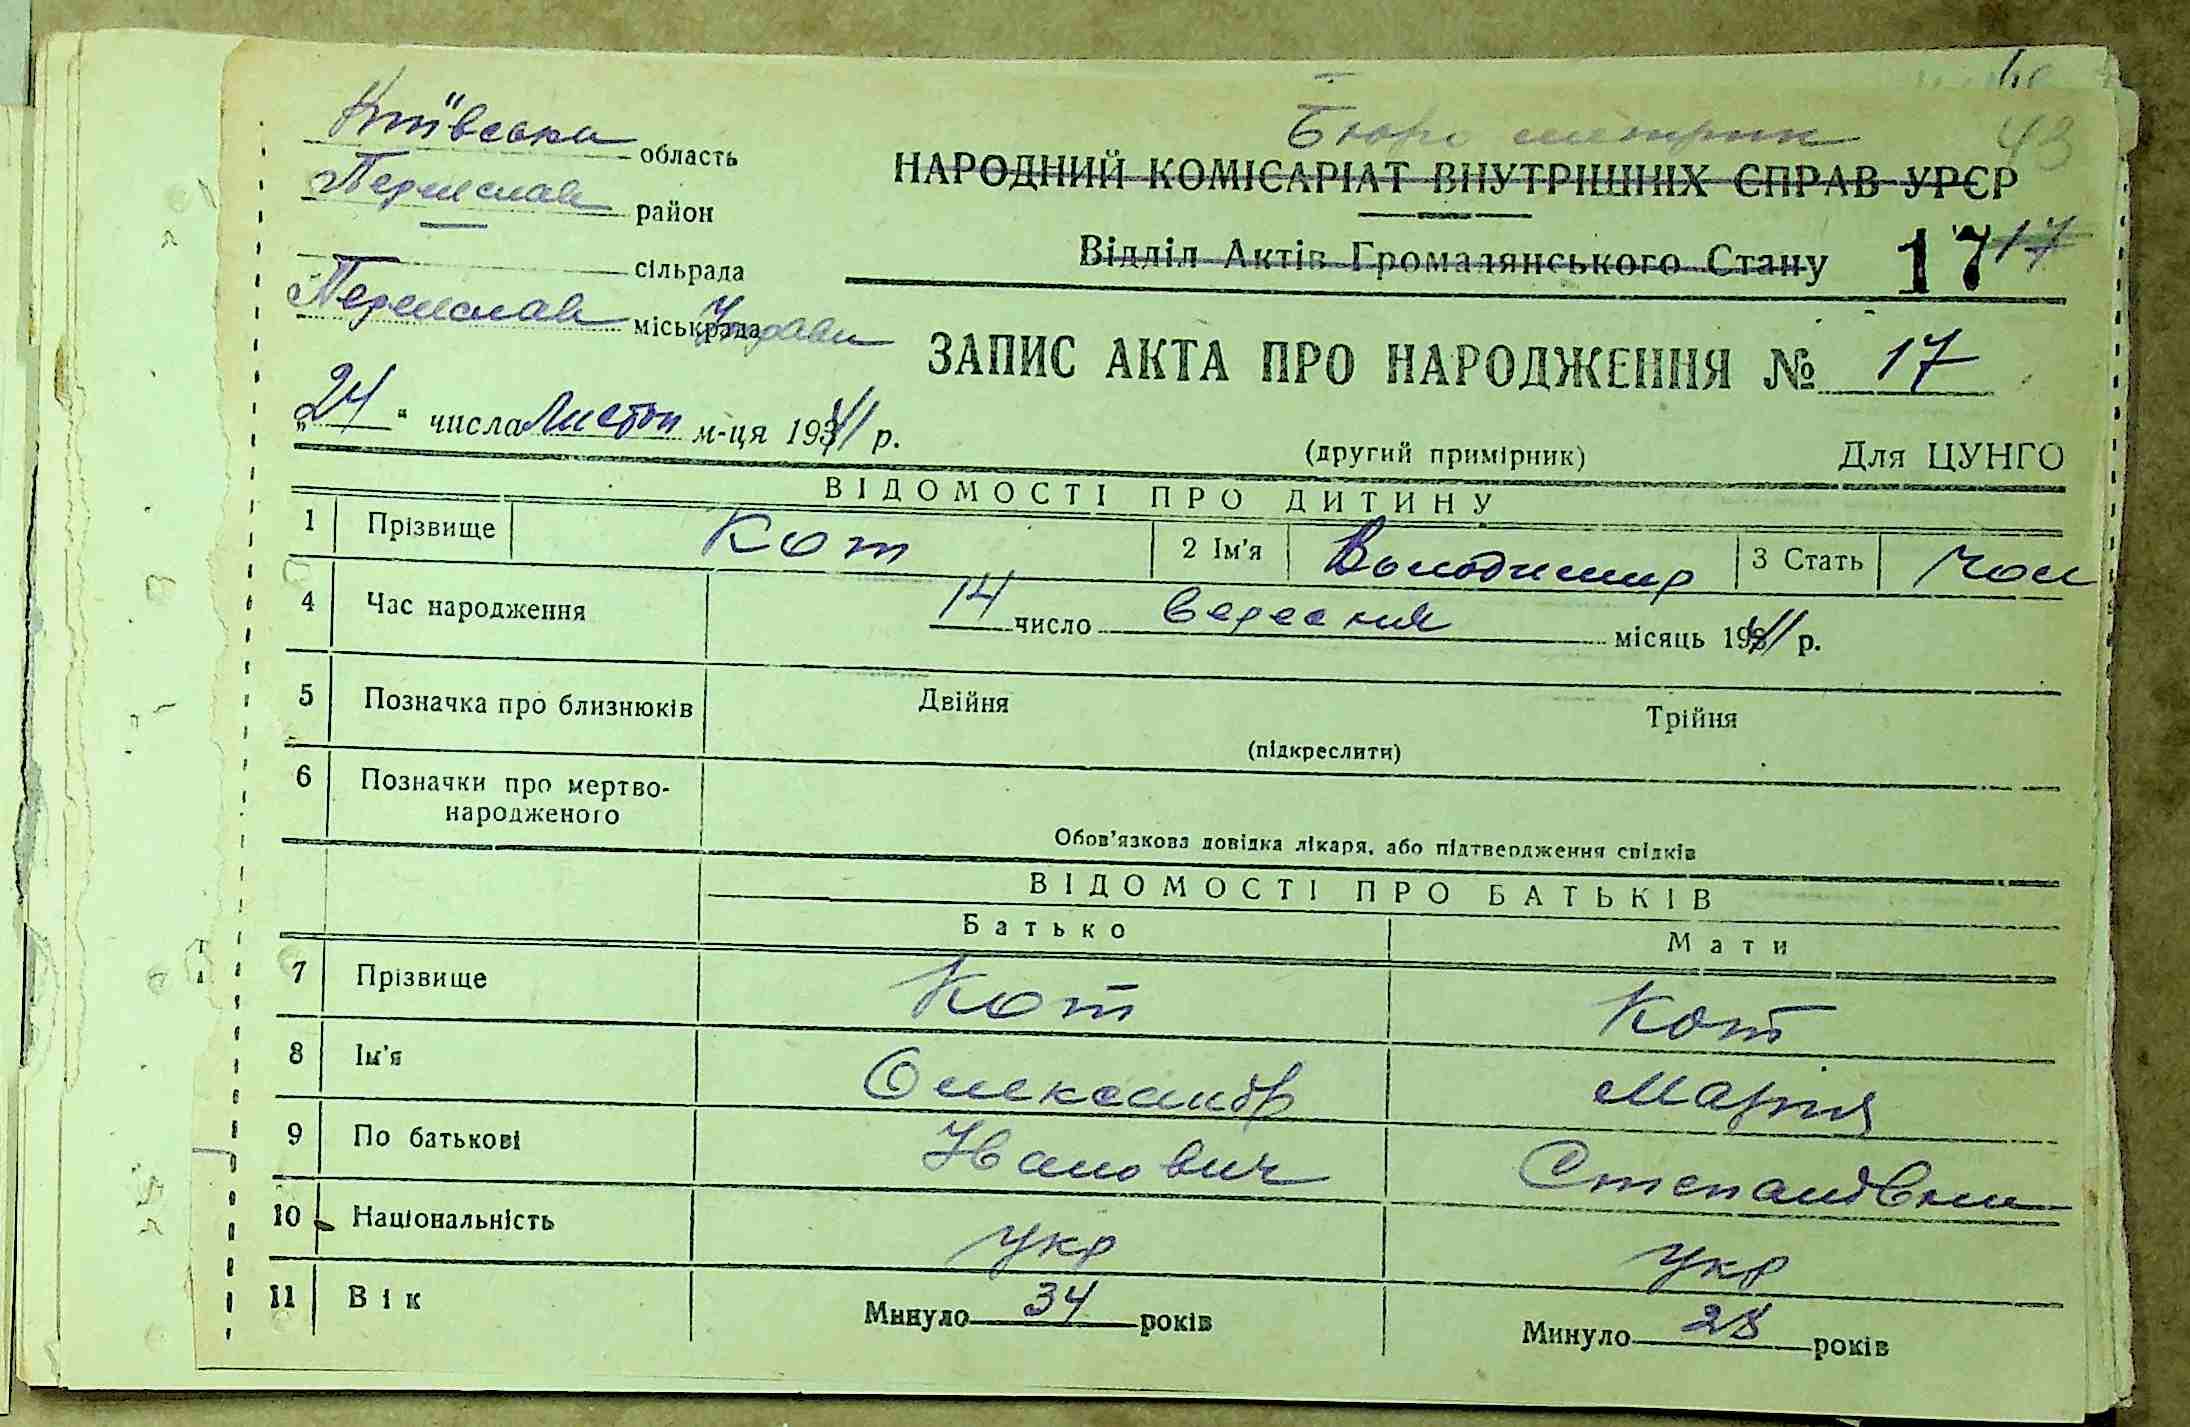 Київська область
Переяслав район
сільрада
Переяслав міськрада Управи
Бюро метрик
43
НАРОДНИЙ КОМІСАРІАТ ВНУТРІШНІХ СПРАВ УРСР
Відділ Актів Громадянського Стану 17 17
ЗАПИС АКТА ПРО НАРОДЖЕННЯ № 17
„24" числа Листоп м-ця 1941 р.
(другий примірник) Для ЦУНГО
ВІДОМОСТІ ПРО ДИТИНУ
1 Прізвище Кот 2 Ім'я Володимир 3 Стать чол
4 Час народження 14 число вересня місяць 1941 р.
5 Позначка про близнюків Двійня Трійня
(підкреслити)
6 Позначки про мертво-
народженого
Обов'язкова довідка лікаря, або підтвердження свідків
ВІДОМОСТІ ПРО БАТЬКІВ
Батько Мати
7 Прізвище Кот Кот
8 Ім'я Олександр Марія
9 По батькові Іванович Степанівна
10 Національність укр укр
11 Вік Минуло 34 років Минуло 28 років